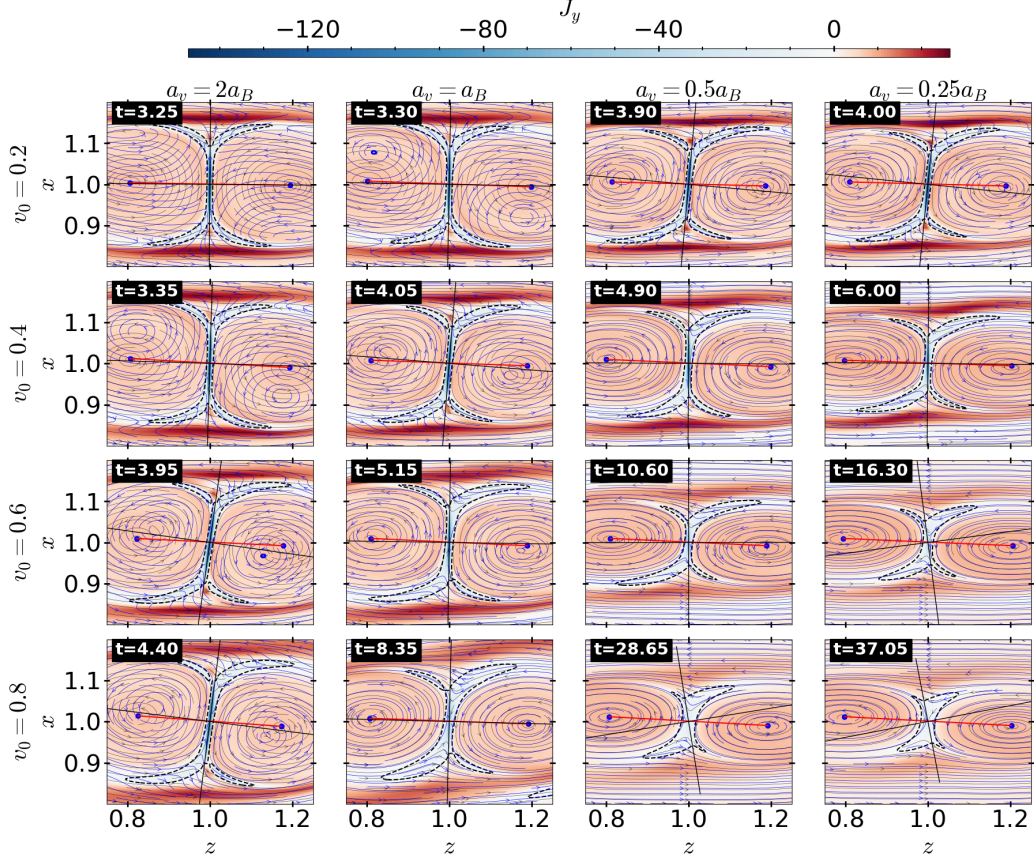 J_y
−120 −80 −40 0
a_v = 2a_B a_v = a_B a_v = 0.5a_B a_v = 0.25a_B
t=3.25 t=3.30 t=3.90 t=4.00
v_0 = 0.2 x 1.1 1.0 0.9
t=3.35 t=4.05 t=4.90 t=6.00
v_0 = 0.4 x 1.1 1.0 0.9
t=3.95 t=5.15 t=10.60 t=16.30
v_0 = 0.6 x 1.1 1.0 0.9
t=4.40 t=8.35 t=28.65 t=37.05
v_0 = 0.8 x 1.1 1.0 0.9
0.8 1.0 1.2 0.8 1.0 1.2 0.8 1.0 1.2 0.8 1.0 1.2
z z z z